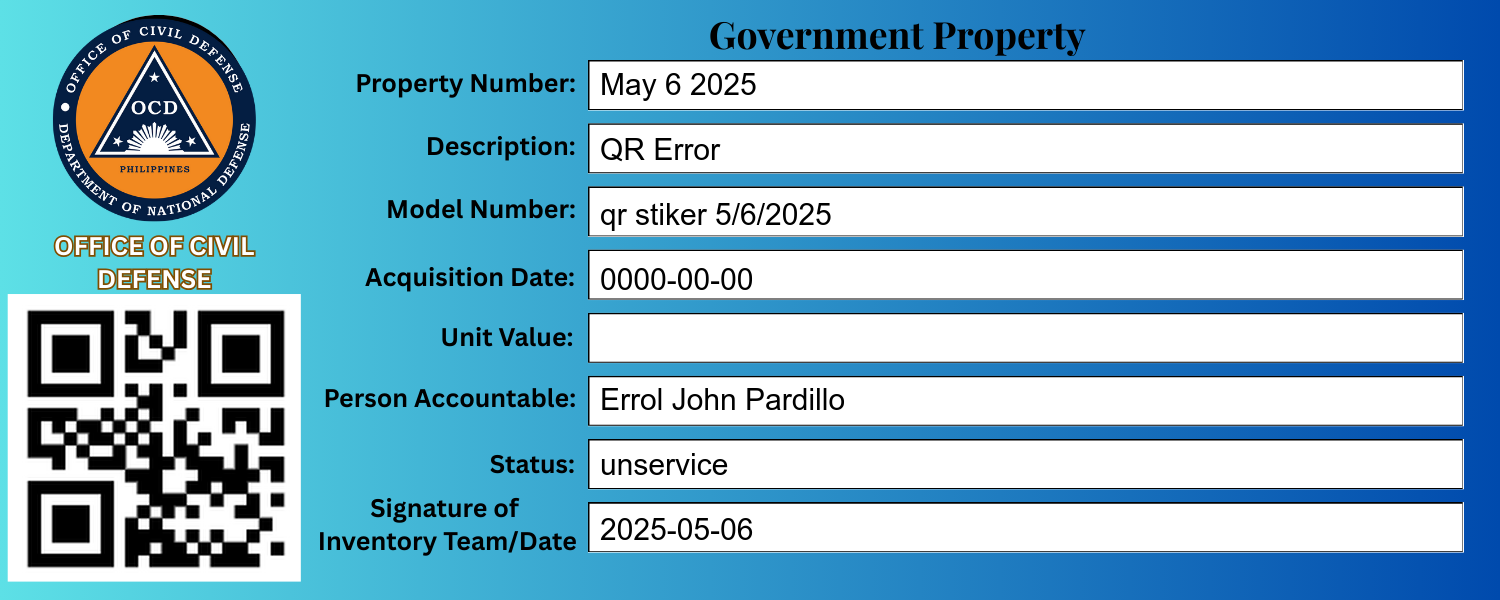 OFFICE OF CIVIL DEFENSE
OCD
PHILIPPINES
DEPARTMENT OF NATIONAL DEFENSE
OFFICE OF CIVIL
DEFENSE
Government Property
Property Number: May 6 2025
Description: QR Error
Model Number: qr stiker 5/6/2025
Acquisition Date: 0000-00-00
Unit Value:
Person Accountable: Errol John Pardillo
Status: unservice
Signature of
Inventory Team/Date 2025-05-06